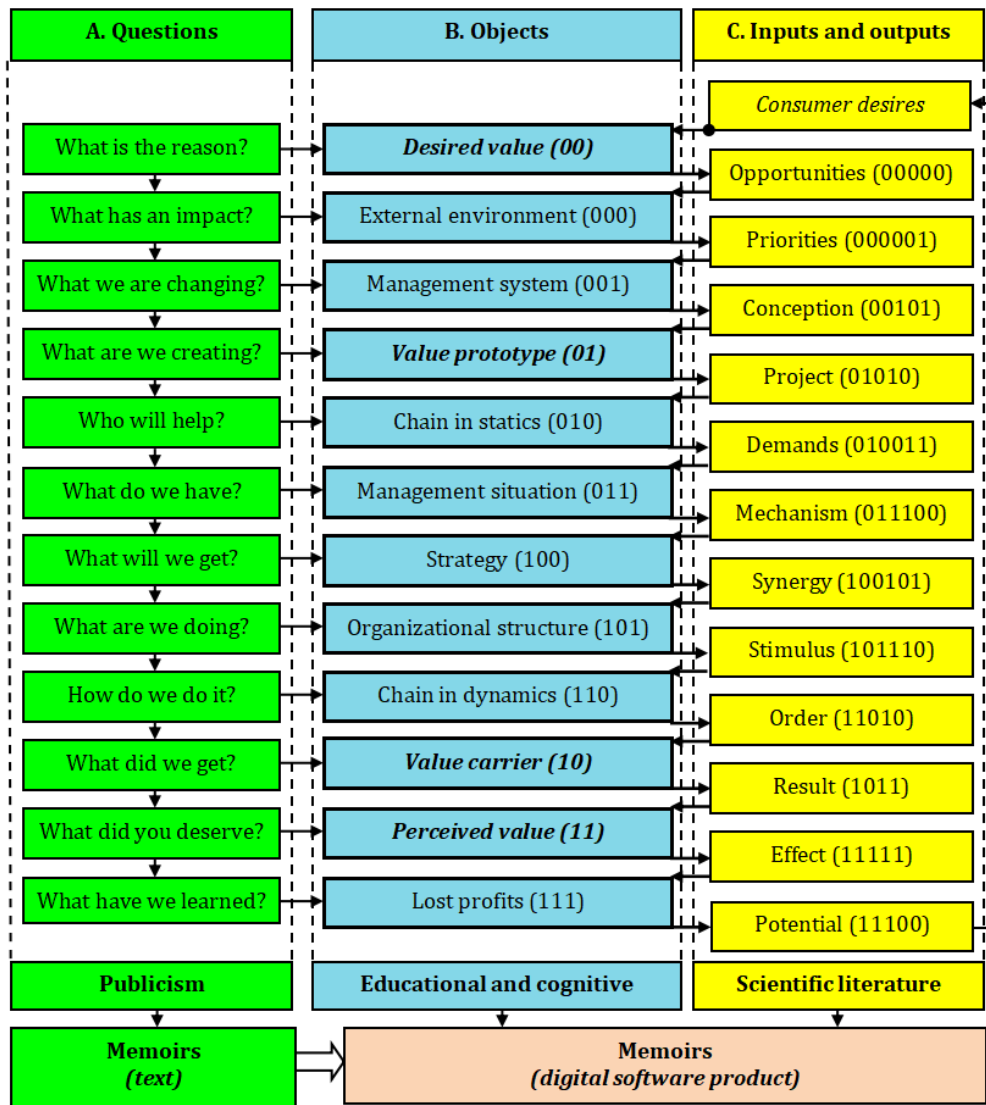 A. Questions
B. Objects
C. Inputs and outputs
Consumer desires
What is the reason?
Desired value (00)
Opportunities (00000)
What has an impact?
External environment (000)
Priorities (000001)
What we are changing?
Management system (001)
Conception (00101)
What are we creating?
Value prototype (01)
Project (01010)
Who will help?
Chain in statics (010)
Demands (010011)
What do we have?
Management situation (011)
Mechanism (011100)
What will we get?
Strategy (100)
Synergy (100101)
What are we doing?
Organizational structure (101)
Stimulus (101110)
How do we do it?
Chain in dynamics (110)
Order (11010)
What did we get?
Value carrier (10)
Result (1011)
What did you deserve?
Perceived value (11)
Effect (11111)
What have we learned?
Lost profits (111)
Potential (11100)
Publicism
Educational and cognitive
Scientific literature
Memoirs
(text)
Memoirs
(digital software product)